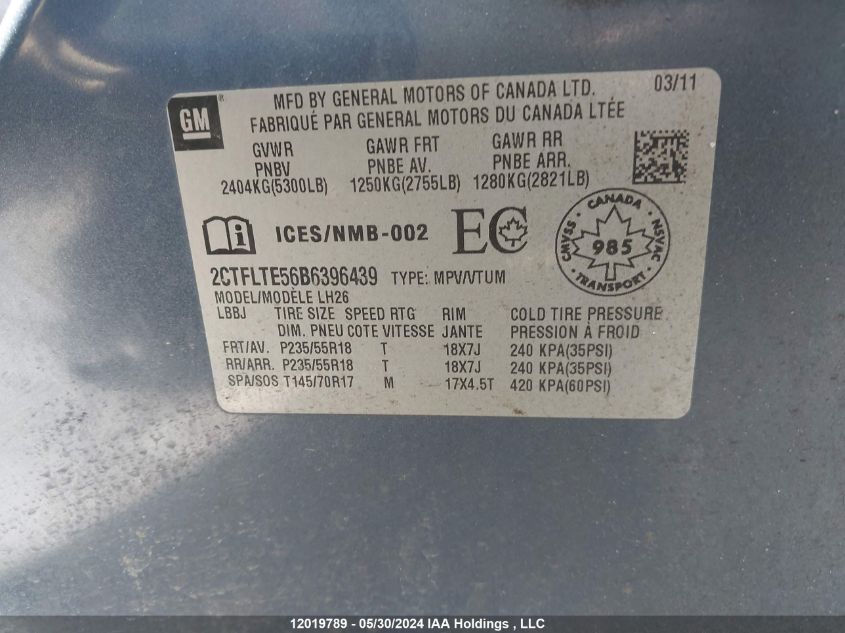 GM ®
MFD BY GENERAL MOTORS OF CANADA LTD. 03/11
FABRIQUÉ PAR GENERAL MOTORS DU CANADA LTÉE
GVWR GAWR FRT GAWR RR
PNBV PNBE AV. PNBE ARR.
2404KG(5300LB) 1250KG(2755LB) 1280KG(2821LB)
ICES/NMB-002 EC
CANADA
CMVSS 985 NSVAC
TRANSPORT
2CTFLTE56B6396439 TYPE: MPV/VTUM
MODEL/MODÈLE LH26
LBBJ TIRE SIZE SPEED RTG RIM COLD TIRE PRESSURE
DIM. PNEU COTE VITESSE JANTE PRESSION À FROID
FRT/AV. P235/55R18 T 18X7J 240 KPA(35PSI)
RR/ARR. P235/55R18 T 18X7J 240 KPA(35PSI)
SPA/SOS T145/70R17 M 17X4.5T 420 KPA(60PSI)
12019789 - 05/30/2024 IAA Holdings , LLC